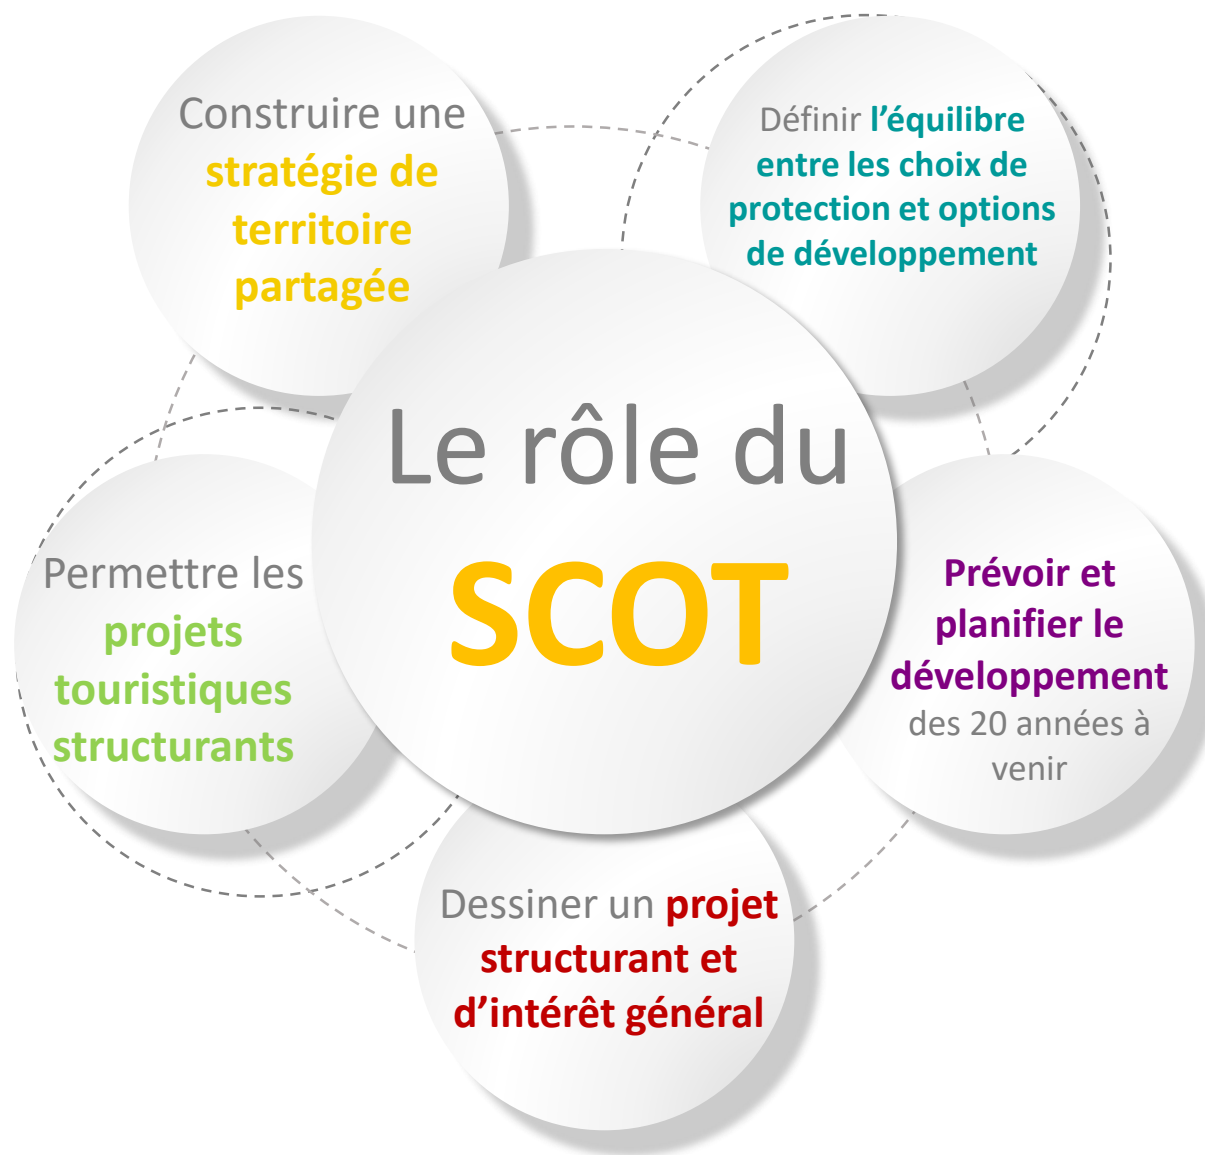 Construire une
stratégie de
territoire
partagée
Définir l’équilibre
entre les choix de
protection et options
de développement
Le rôle du
SCOT
Permettre les
projets
touristiques
structurants
Prévoir et
planifier le
développement
des 20 années à
venir
Dessiner un projet
structurant et
d’intérêt général